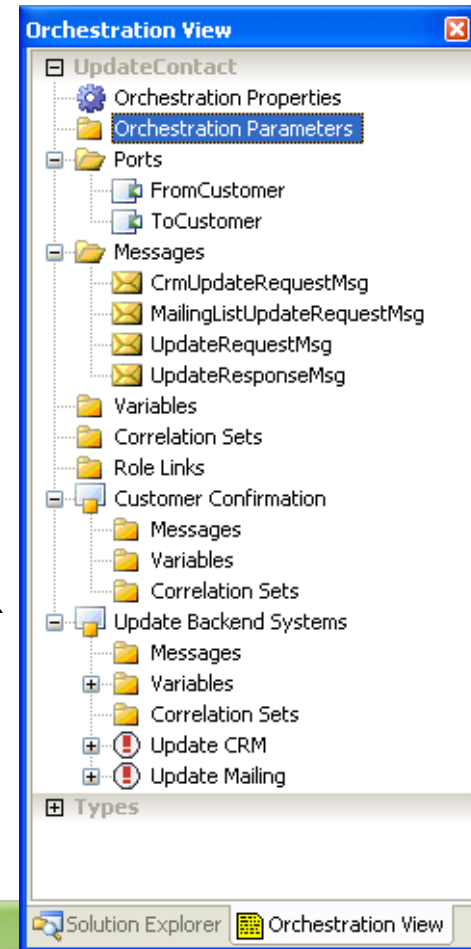 Orchestration View
UpdateContact
Orchestration Properties
Orchestration Parameters
Ports
FromCustomer
ToCustomer
Messages
CrmUpdateRequestMsg
MailingListUpdateRequestMsg
UpdateRequestMsg
UpdateResponseMsg
Variables
Correlation Sets
Role Links
Customer Confirmation
Messages
Variables
Correlation Sets
Update Backend Systems
Messages
Variables
Correlation Sets
Update CRM
Update Mailing
Types
Solution Explorer Orchestration View